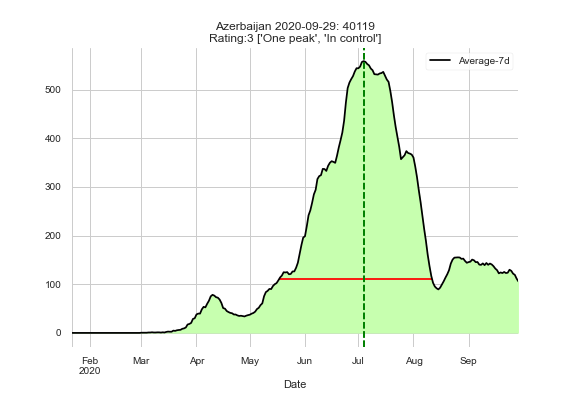 Azerbaijan 2020-09-29: 40119
Rating:3 ['One peak', 'In control']
Average-7d
500
400
300
200
100
0
Feb Mar Apr May Jun Jul Aug Sep
2020
Date